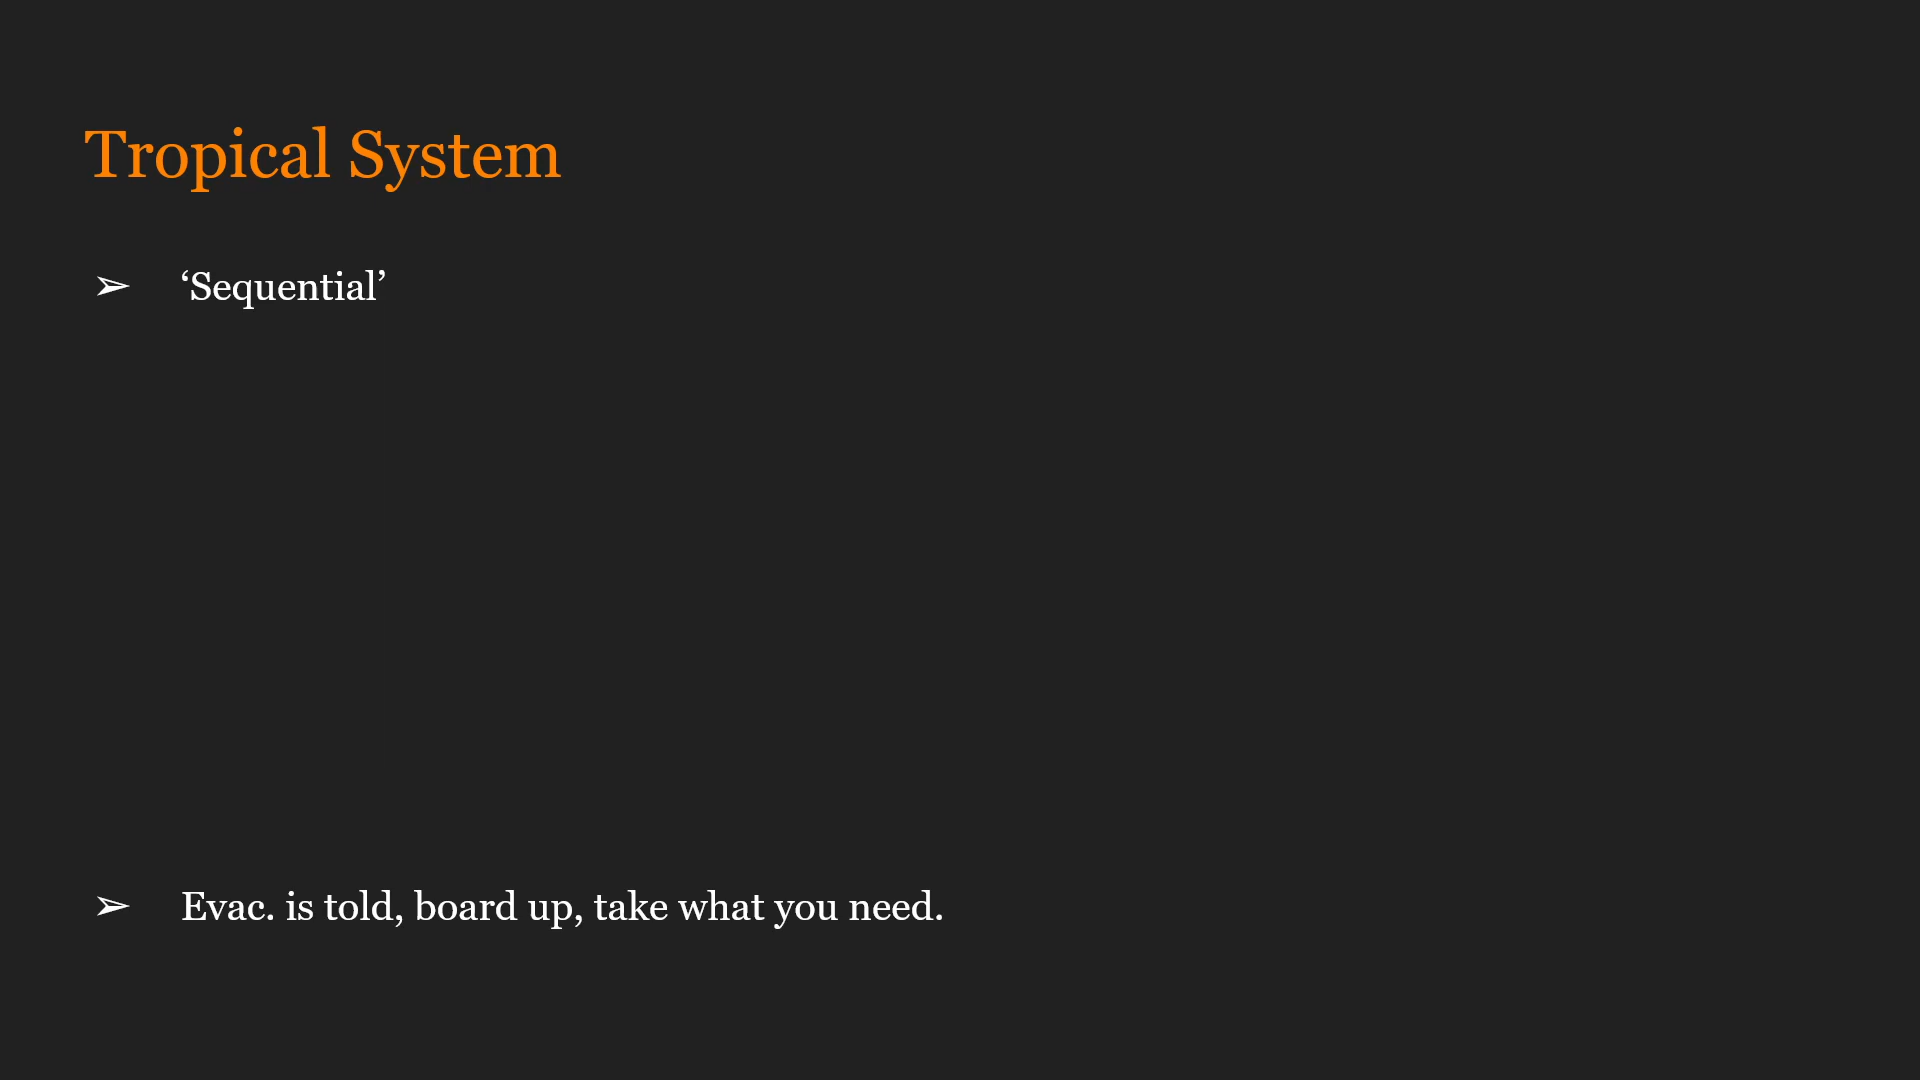 Tropical System
➢ ‘Sequential’
➢ Evac. is told, board up, take what you need.